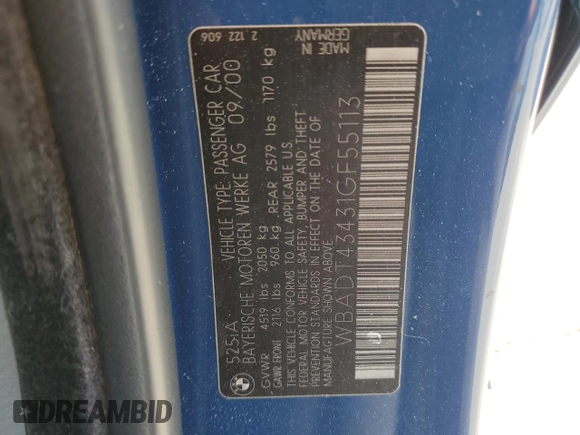 525iA
VEHICLE TYPE: PASSENGER CAR
BAYERISCHE MOTOREN WERKE AG 09/00
GVWR 4519 lbs 2050 kg
GAWR FRONT 2116 lbs 960 kg , REAR 2579 lbs 1170 kg
THIS VEHICLE CONFORMS TO ALL APPLICABLE U.S.
FEDERAL MOTOR VEHICLE SAFETY, BUMPER AND THEFT
PREVENTION STANDARDS IN EFFECT ON THE DATE OF
MANUFACTURE SHOWN ABOVE
WBADT43431GF55113
2 122 606
MADE IN
GERMANY
DREAMBID